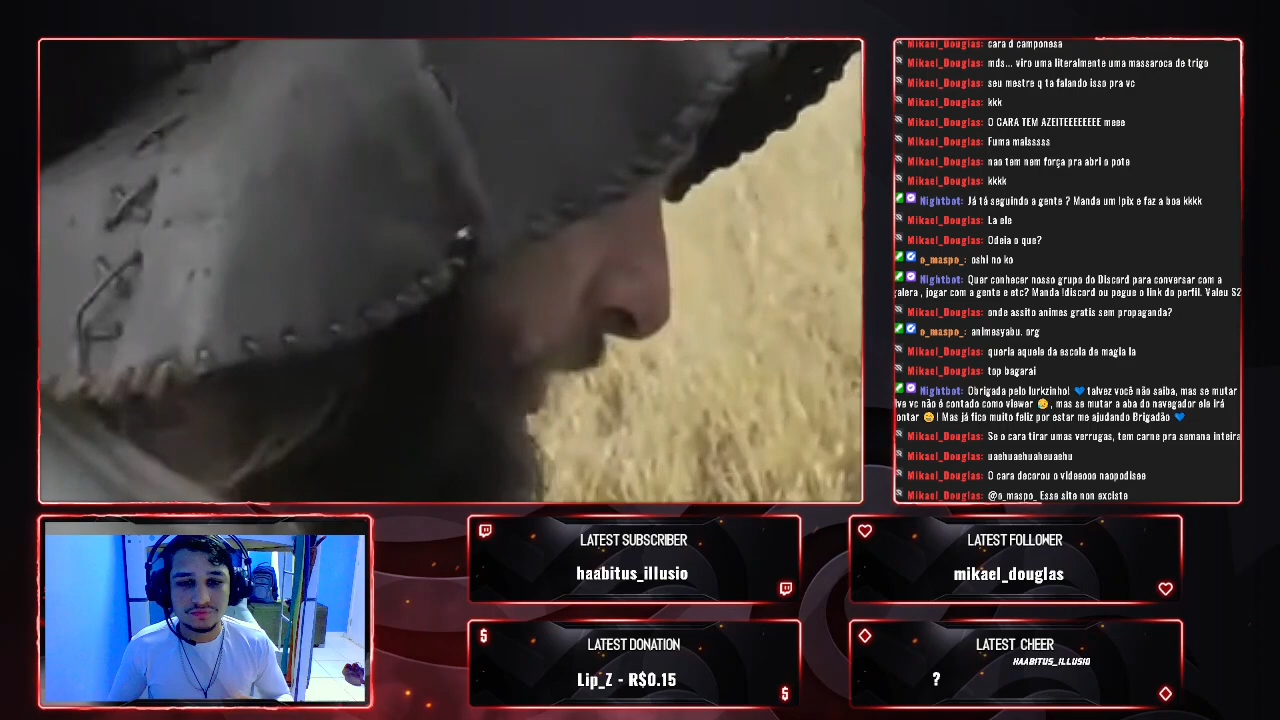 Mikael_Douglas: cara d camponesa
Mikael_Douglas: mds... viro uma literalmente uma massaroca de trigo
Mikael_Douglas: seu mestre q ta falando isso pra vc
Mikael_Douglas: kkk
Mikael_Douglas: O CARA TEM AZEITEEEEEEEE meee
Mikael_Douglas: Fuma malasssss
Mikael_Douglas: nao tem nem força pra abri o pote
Mikael_Douglas: kkkk
Nightbot: Já tá seguindo a gente ? Manda um !pix e faz a boa kkkk
Mikael_Douglas: La ele
Mikael_Douglas: Odeia o que?
o_maspo_: oshi no ko
Nightbot: Quer conhecer nosso grupo do Discord para conversar com a
galera , jogar com a gente e etc? Manda !discord ou pegue o link do perfil. Valeu S2
Mikael_Douglas: onde assito animes gratis sem propaganda?
o_maspo_: animesyabu. org
Mikael_Douglas: queria aquele da escola de magia la
Mikael_Douglas: top bagarai
Nightbot: Obrigada pelo lurkzinho! 💙 talvez você não saiba, mas se mutar
ive vc não é contado como viewer 😥 , mas se mutar a aba do navegador ele irá
ontar 😄 ! Mas já fico muito feliz por estar me ajudando Brigadão 💙
Mikael_Douglas: Se o cara tirar umas verrugas, tem carne pra semana inteira
Mikael_Douglas: uaehuaehuaheuaehu
Mikael_Douglas: O cara decorou o videeooo naopodisee
Mikael_Douglas: @o_maspo_ Esse site non exciste
LATEST SUBSCRIBER
haabitus_illusio
LATEST FOLLOWER
mikael_douglas
LATEST DONATION
Lip_Z - R$0.15
LATEST CHEER
HAABITUS_ILLUSIO
?